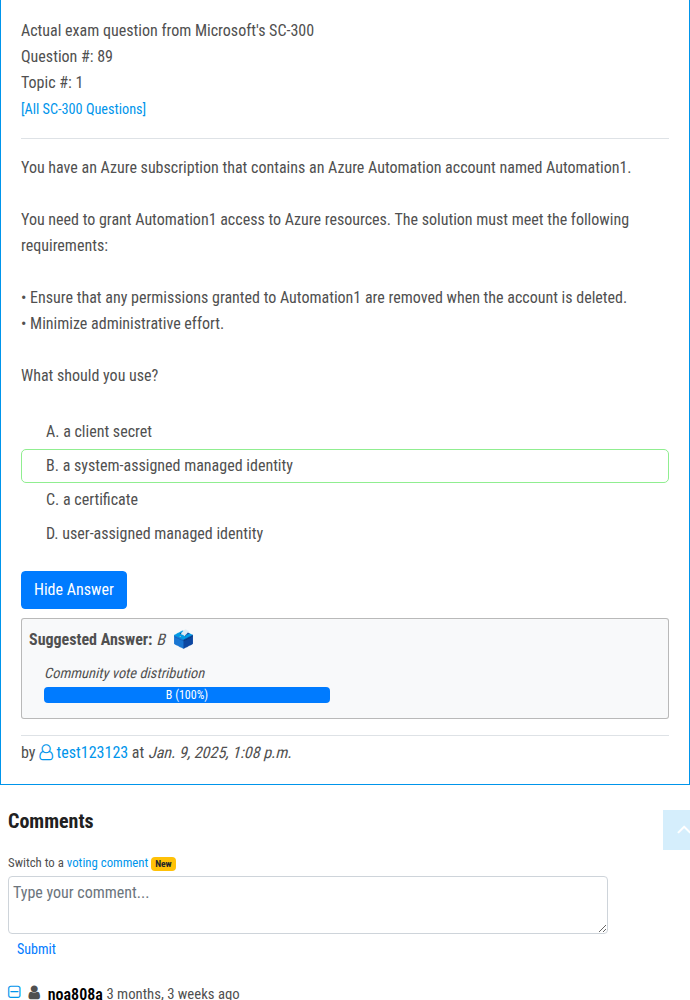 Actual exam question from Microsoft's SC-300
Question #: 89
Topic #: 1
[All SC-300 Questions]
You have an Azure subscription that contains an Azure Automation account named Automation1.
You need to grant Automation1 access to Azure resources. The solution must meet the following
requirements:
• Ensure that any permissions granted to Automation1 are removed when the account is deleted.
• Minimize administrative effort.
What should you use?
A. a client secret
B. a system-assigned managed identity
C. a certificate
D. user-assigned managed identity
Hide Answer
Suggested Answer: B
Community vote distribution
B (100%)
by test123123 at Jan. 9, 2025, 1:08 p.m.
Comments
Switch to a voting comment New
Type your comment...
Submit
noa808a 3 months, 3 weeks ago